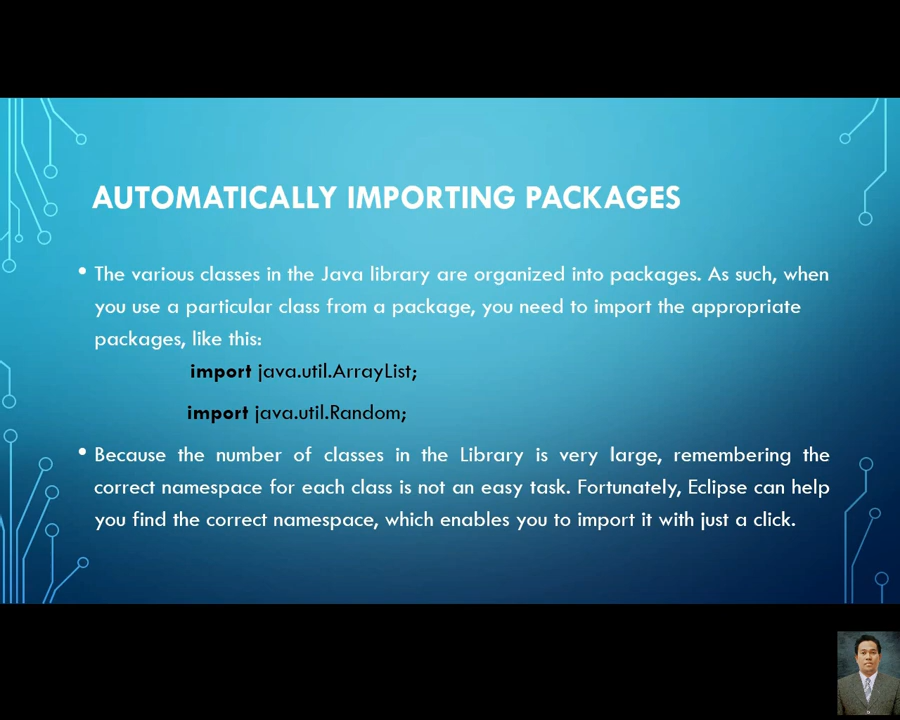 AUTOMATICALLY IMPORTING PACKAGES
• The various classes in the Java library are organized into packages. As such, when
you use a particular class from a package, you need to import the appropriate
packages, like this:
import java.util.ArrayList;
import java.util.Random;
• Because the number of classes in the Library is very large, remembering the
correct namespace for each class is not an easy task. Fortunately, Eclipse can help
you find the correct namespace, which enables you to import it with just a click.